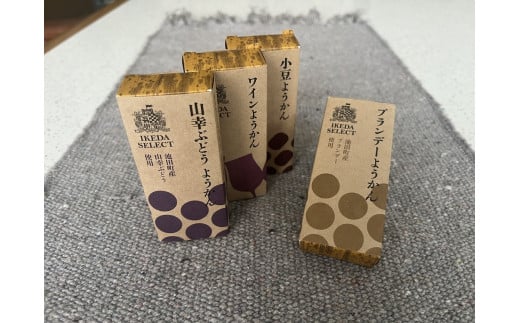 IKEDA
SELECT
山幸ぶどう ようかん
池田町産
山幸ぶどう
使用
IKEDA
SELECT
ワインようかん
小豆ようかん
IKEDA
SELECT
ブランデーようかん
池田町産
ブランデー
使用